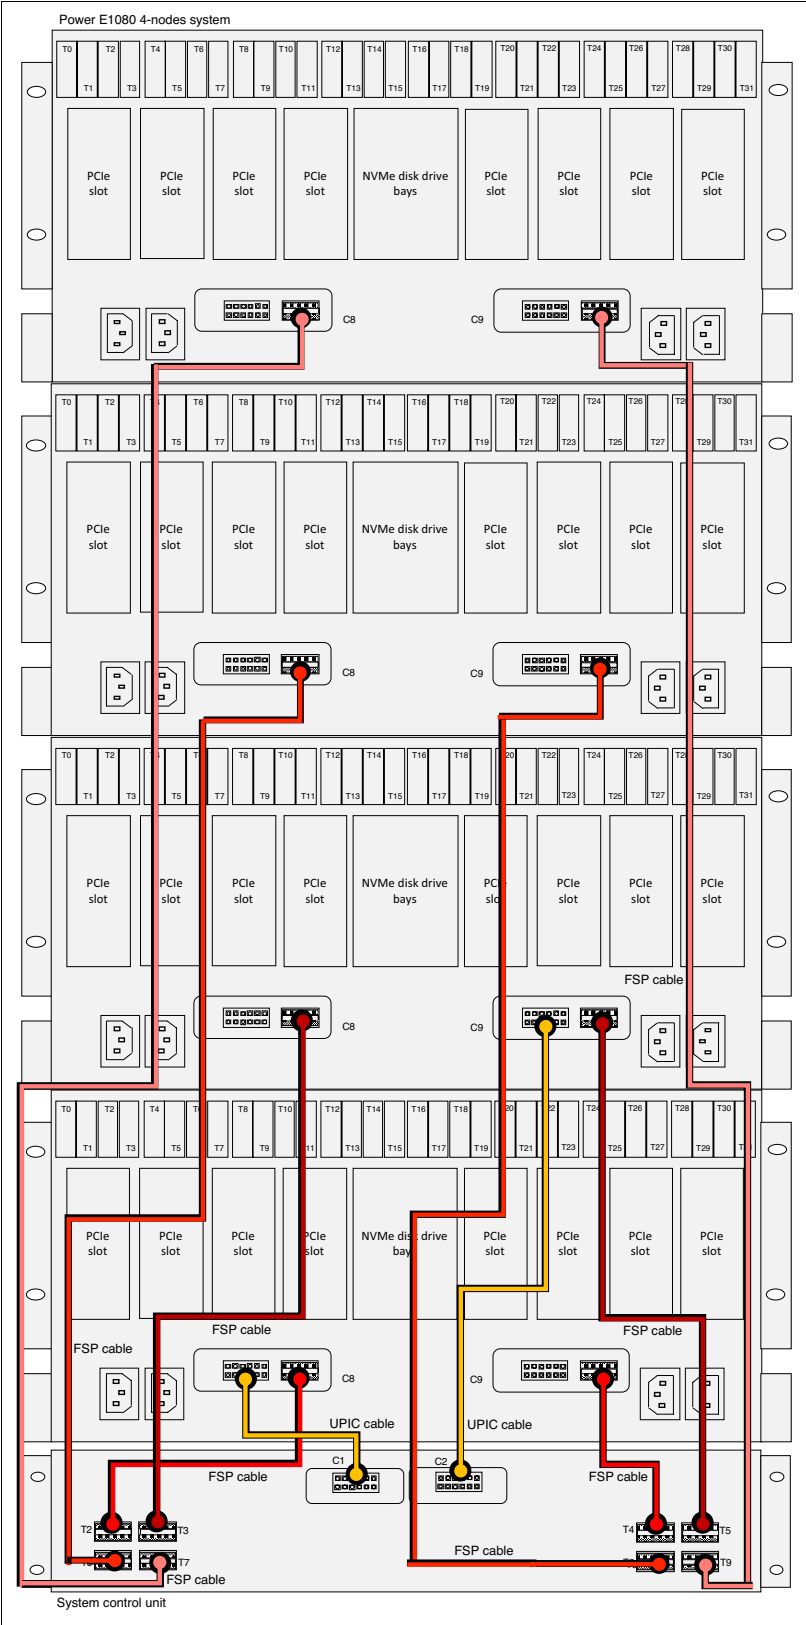 Power E1080 4-nodes system
T0 T2 T4 T6 T8 T10 T12 T14 T16 T18 T20 T22 T24 T26 T28 T30
T1 T3 T5 T7 T9 T11 T13 T15 T17 T19 T21 T23 T25 T27 T29 T31
PCIe PCIe PCIe PCIe NVMe disk drive PCIe PCIe PCIe PCIe
slot slot slot slot bays slot slot slot slot
C8 C9
T0 T2 T6 T8 T10 T12 T14 T16 T18 T20 T22 T24 T26 T30
T1 T3 T5 T7 T9 T11 T13 T15 T17 T19 T21 T23 T25 T27 T29 T31
PCIe PCIe PCIe PCIe NVMe disk drive PCIe PCIe PCIe PCIe
slot slot slot slot bays slot slot slot slot
C8 C9
T0 T2 T8 T10 T12 T14 T16 T18 T22 T24 T26 T30
T1 T3 T5 T7 T9 T11 T13 T15 T17 T19 T21 T23 T25 T27 T29 T31
PCIe PCIe PCIe PCIe NVMe disk drive PCIe PCIe PCIe PCIe
slot slot slot slot bays slot slot slot
FSP cable
C8 C9
T0 T2 T4 T8 T10 T12 T14 T16 T18 T24 T26 T28 T30
T1 T3 T5 T7 T9 T13 T15 T17 T19 T21 T23 T25 T27 T29
PCIe PCIe PCIe PCIe NVMe disk drive PCIe PCIe PCIe PCIe
slot slot slot slot bays slot slot slot slot
FSP cable FSP cable
FSP cable
C8 C9
UPIC cable UPIC cable
C1 C2
FSP cable FSP cable
T2 T3 T4 T5
FSP cable
T7 T9
FSP cable
System control unit